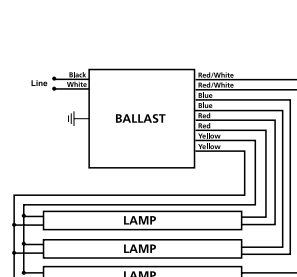 Line
Black
White
BALLAST
Red/White
Red/White
Blue
Blue
Red
Red
Yellow
Yellow
LAMP
LAMP
LAMP